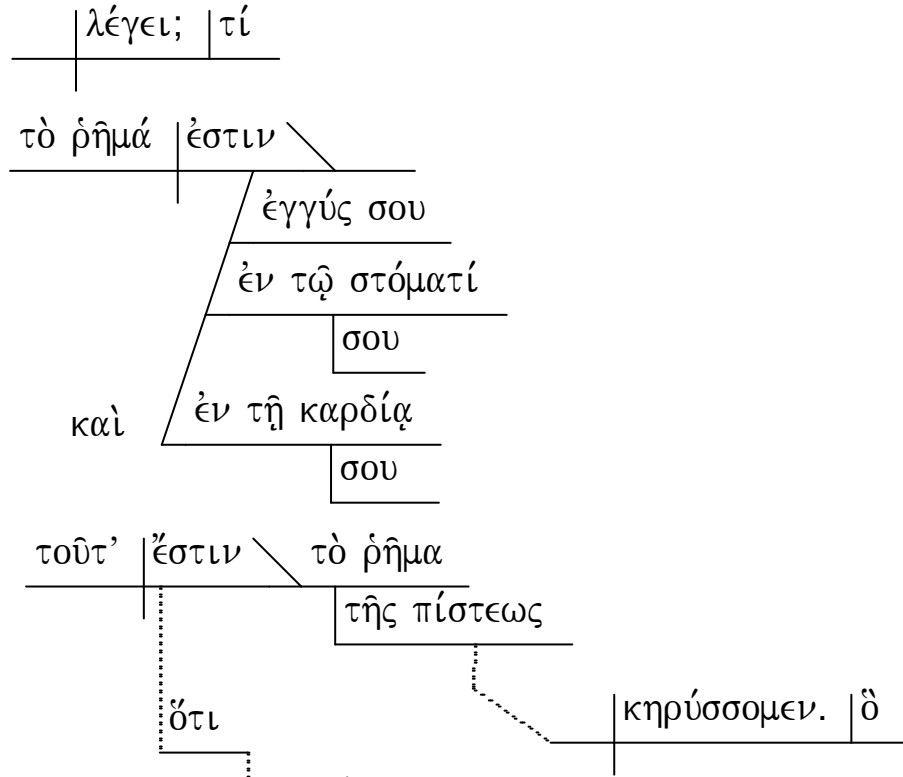 λέγει; τί
τὸ ῥῆμά ἐστιν
ἐγγύς σου
ἐν τῷ στόματί
σου
καὶ ἐν τῇ καρδίᾳ
σου
τοῦτ’ ἔστιν τὸ ῥῆμα
τῆς πίστεως
ὅτι κηρύσσομεν. ὃ